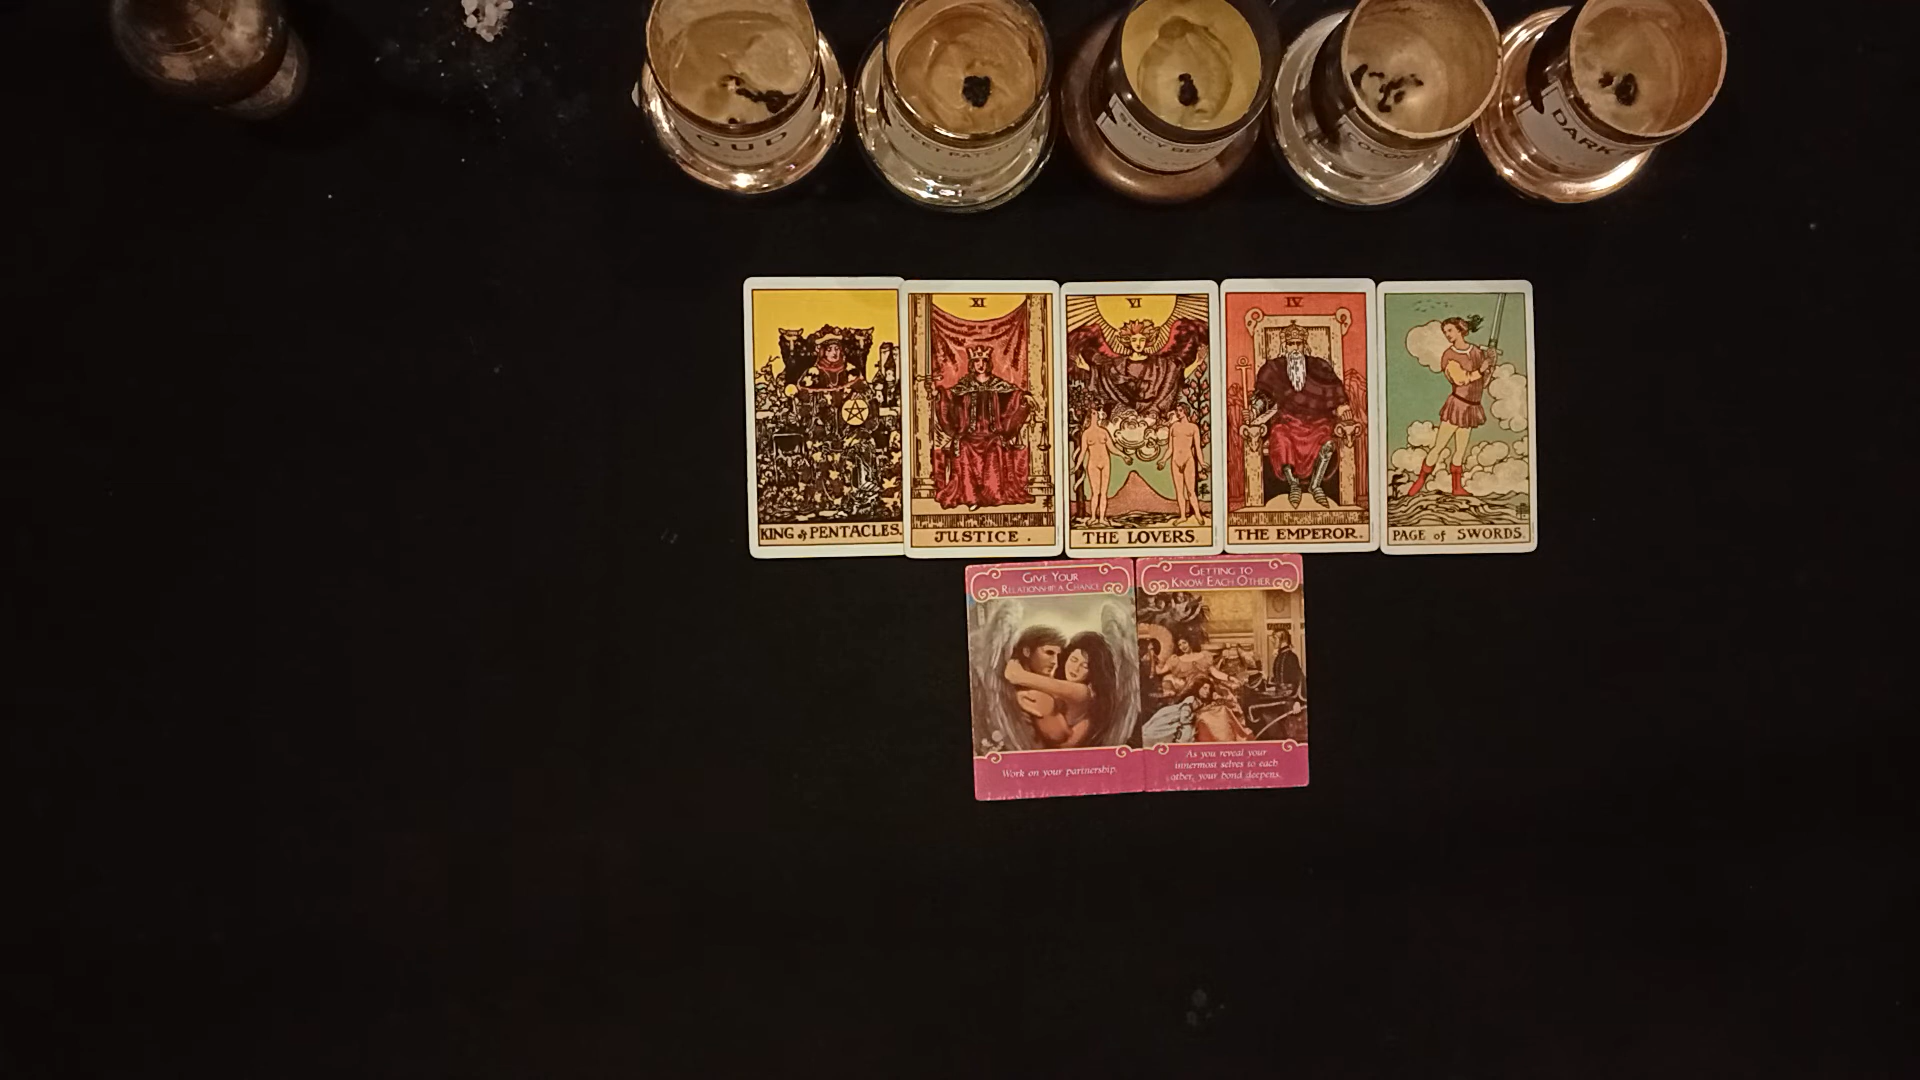 OUD
SPICY
DARK
KING of PENTACLES.
XI
JUSTICE.
VI
THE LOVERS.
IV
THE EMPEROR.
PAGE of SWORDS.
GIVE YOUR
RELATIONSHIP A CHANCE
Work on your partnership.
GETTING TO
KNOW EACH OTHER
As you reveal your
innermost selves to each
other, your bond deepens.